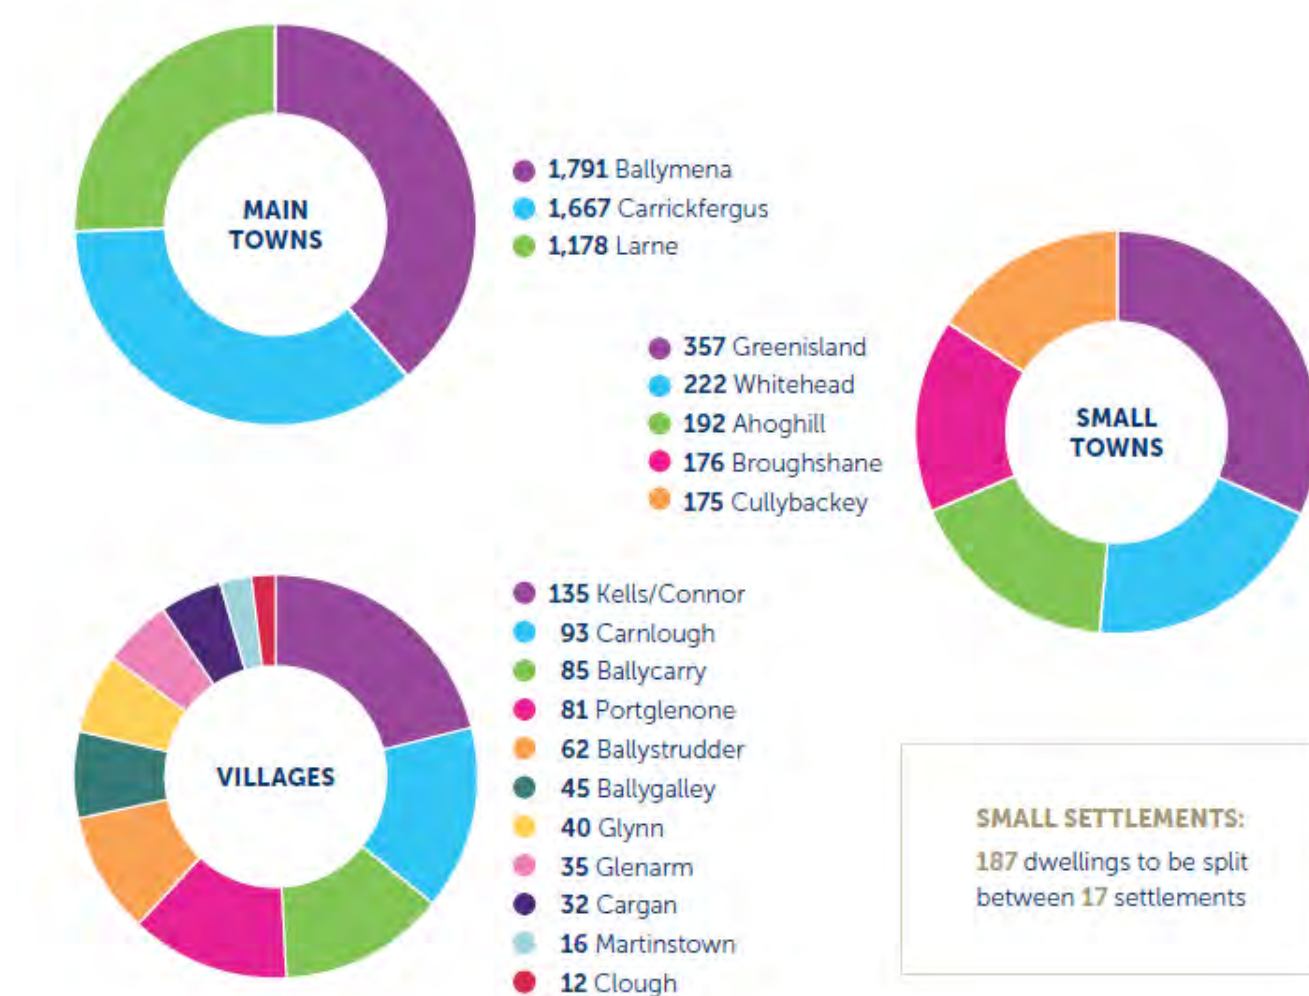 MAIN
TOWNS
1,791 Ballymena
1,667 Carrickfergus
1,178 Larne
357 Greenisland
222 Whitehead
192 Ahoghill
176 Broughshane
175 Cullybackey
SMALL
TOWNS
VILLAGES
135 Kells/Connor
93 Carnlough
85 Ballycarry
81 Portglenone
62 Ballystrudder
45 Ballygalley
40 Glynn
35 Glenarm
32 Cargan
16 Martinstown
12 Clough
SMALL SETTLEMENTS:
187 dwellings to be split
between 17 settlements